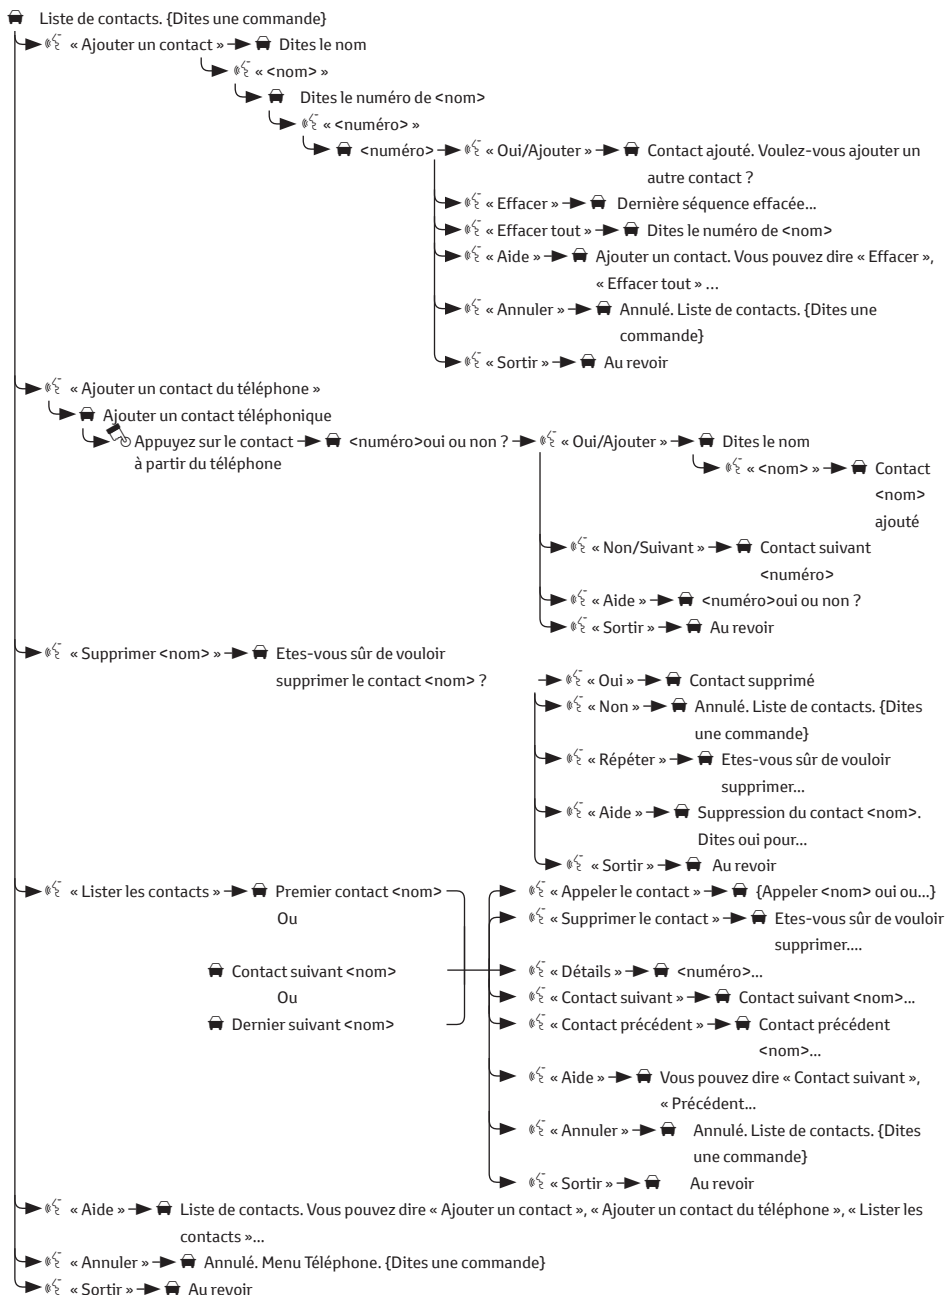 Liste de contacts. {Dites une commande}
« Ajouter un contact » Dites le nom
« <nom> »
Dites le numéro de <nom>
« <numéro> »
<numéro> « Oui/Ajouter » Contact ajouté. Voulez-vous ajouter un
autre contact ?
« Effacer » Dernière séquence effacée...
« Effacer tout » Dites le numéro de <nom>
« Aide » Ajouter un contact. Vous pouvez dire « Effacer »,
« Effacer tout » ...
« Annuler » Annulé. Liste de contacts. {Dites une
commande}
« Sortir » Au revoir
« Ajouter un contact du téléphone »
Ajouter un contact téléphonique
Appuyez sur le contact <numéro>oui ou non ? « Oui/Ajouter » Dites le nom
à partir du téléphone
« <nom> » Contact
<nom>
ajouté
« Non/Suivant » Contact suivant
<numéro>
« Aide » <numéro>oui ou non ?
« Sortir » Au revoir
« Supprimer <nom> » Etes-vous sûr de vouloir
supprimer le contact <nom> ? « Oui » Contact supprimé
« Non » Annulé. Liste de contacts. {Dites
une commande}
« Répéter » Etes-vous sûr de vouloir
supprimer...
« Aide » Suppression du contact <nom>.
Dites oui pour...
« Sortir » Au revoir
« Lister les contacts » Premier contact <nom> « Appeler le contact » {Appeler <nom> oui ou...}
Ou « Supprimer le contact » Etes-vous sûr de vouloir
supprimer....
Contact suivant <nom> « Détails » <numéro>...
Ou « Contact suivant » Contact suivant <nom>...
Dernier suivant <nom> « Contact précédent » Contact précédent
<nom>...
« Aide » Vous pouvez dire « Contact suivant »,
« Précédent...
« Annuler » Annulé. Liste de contacts. {Dites
une commande}
« Sortir » Au revoir
« Aide » Liste de contacts. Vous pouvez dire « Ajouter un contact », « Ajouter un contact du téléphone », « Lister les
contacts »...
« Annuler » Annulé. Menu Téléphone. {Dites une commande}
« Sortir » Au revoir